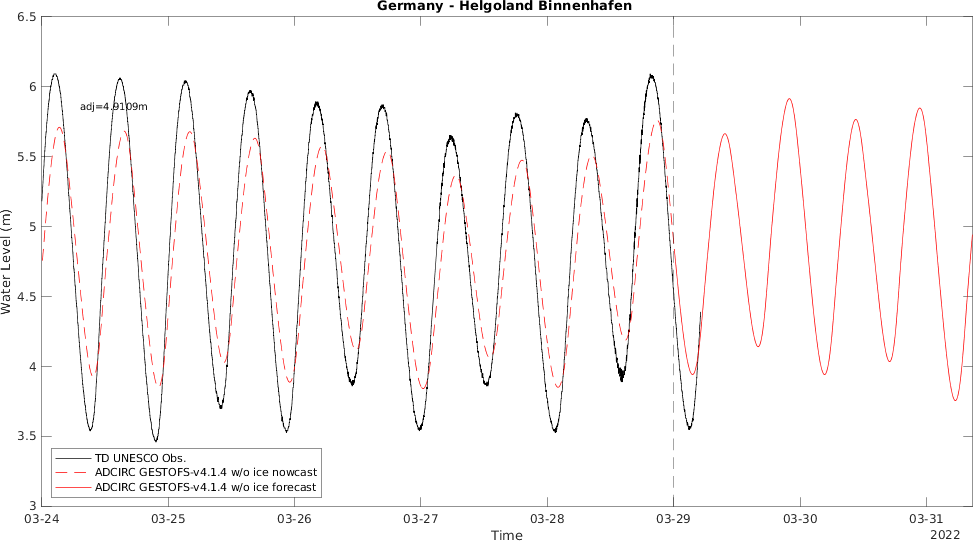 Germany - Helgoland Binnenhafen
6.5
6
5.5
5
4.5
4
3.5
3
Water Level (m)
adj=4.9109m
TD UNESCO Obs.
ADCIRC GESTOFS-v4.1.4 w/o ice nowcast
ADCIRC GESTOFS-v4.1.4 w/o ice forecast
03-24 03-25 03-26 03-27 03-28 03-29 03-30 03-31
Time
2022